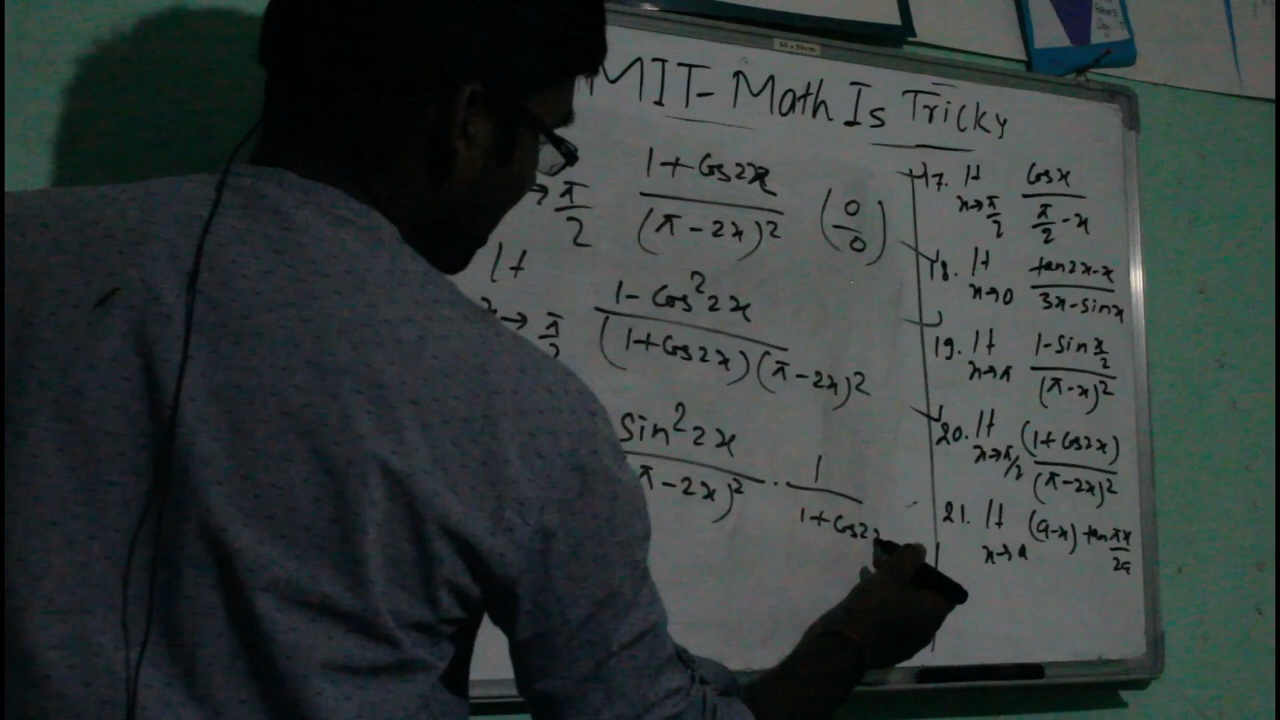 MIT - Math Is Tricky
→ π/2 1+Cos2x / (π-2x)² (0/0)
lt
x→ π/2 1-Cos²2x / (1+Cos2x)(π-2x)²
Sin²2x / π-2x)² · 1 / 1+Cos2
17. lt x→π/2 Cosx / π/2-x
18. lt x→0 tan2x-x / 3x-sinx
19. lt x→π 1-Sin x/2 / (π-x)²
20. lt x→π/2 (1+Cos2x) / (π-2x)²
21. lt x→a (a-x) tan πx/2a